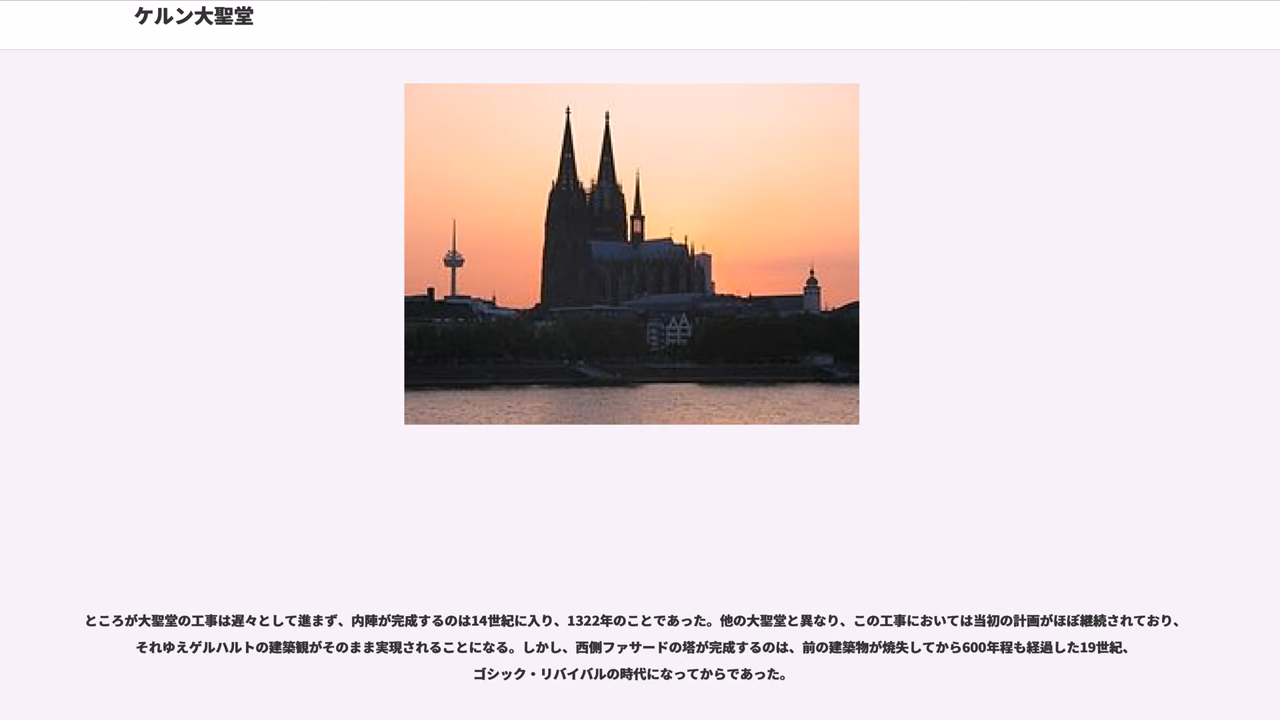 ケルン大聖堂
ところが大聖堂の工事は遅々として進まず、内陣が完成するのは14世紀に入り、1322年のことであった。他の大聖堂と異なり、この工事においては当初の計画がほぼ継続されており、
それゆえゲルハルトの建築観がそのまま実現されることになる。しかし、西側ファサードの塔が完成するのは、前の建築物が焼失してから600年程も経過した19世紀、
ゴシック・リバイバルの時代になってからであった。